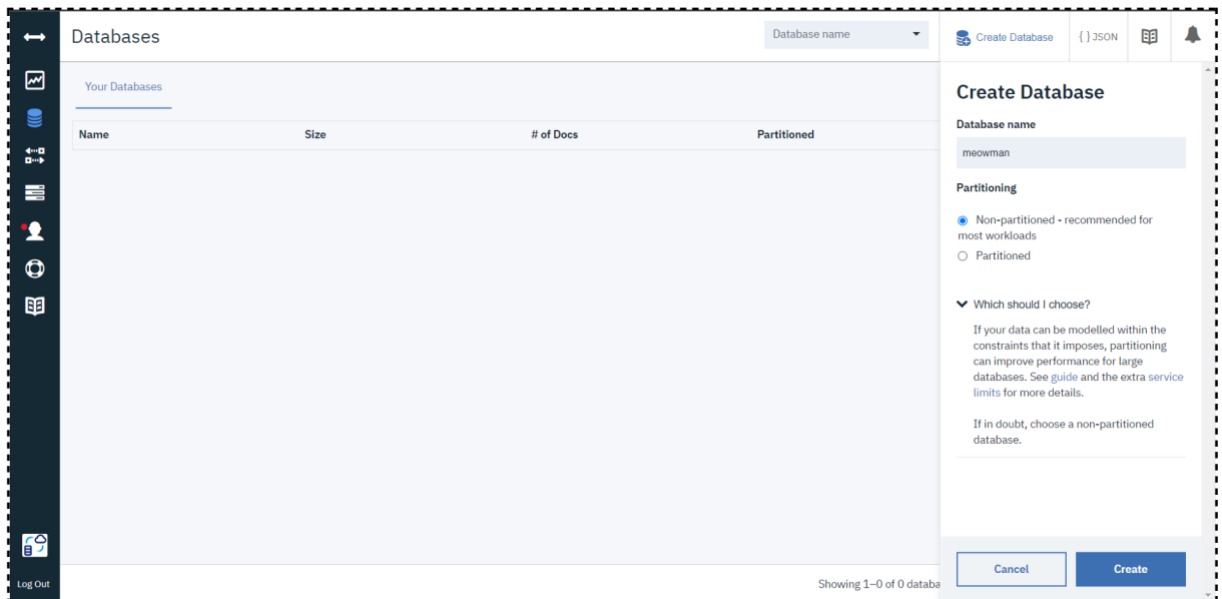 Databases
Database name
Create Database
{ } JSON
Your Databases
Name Size # of Docs Partitioned
Create Database
Database name
meowman
Partitioning
Non-partitioned - recommended for
most workloads
Partitioned
Which should I choose?
If your data can be modelled within the
constraints that it imposes, partitioning
can improve performance for large
databases. See guide and the extra service
limits for more details.
If in doubt, choose a non-partitioned
database.
Log Out
Showing 1–0 of 0 databa
Cancel
Create